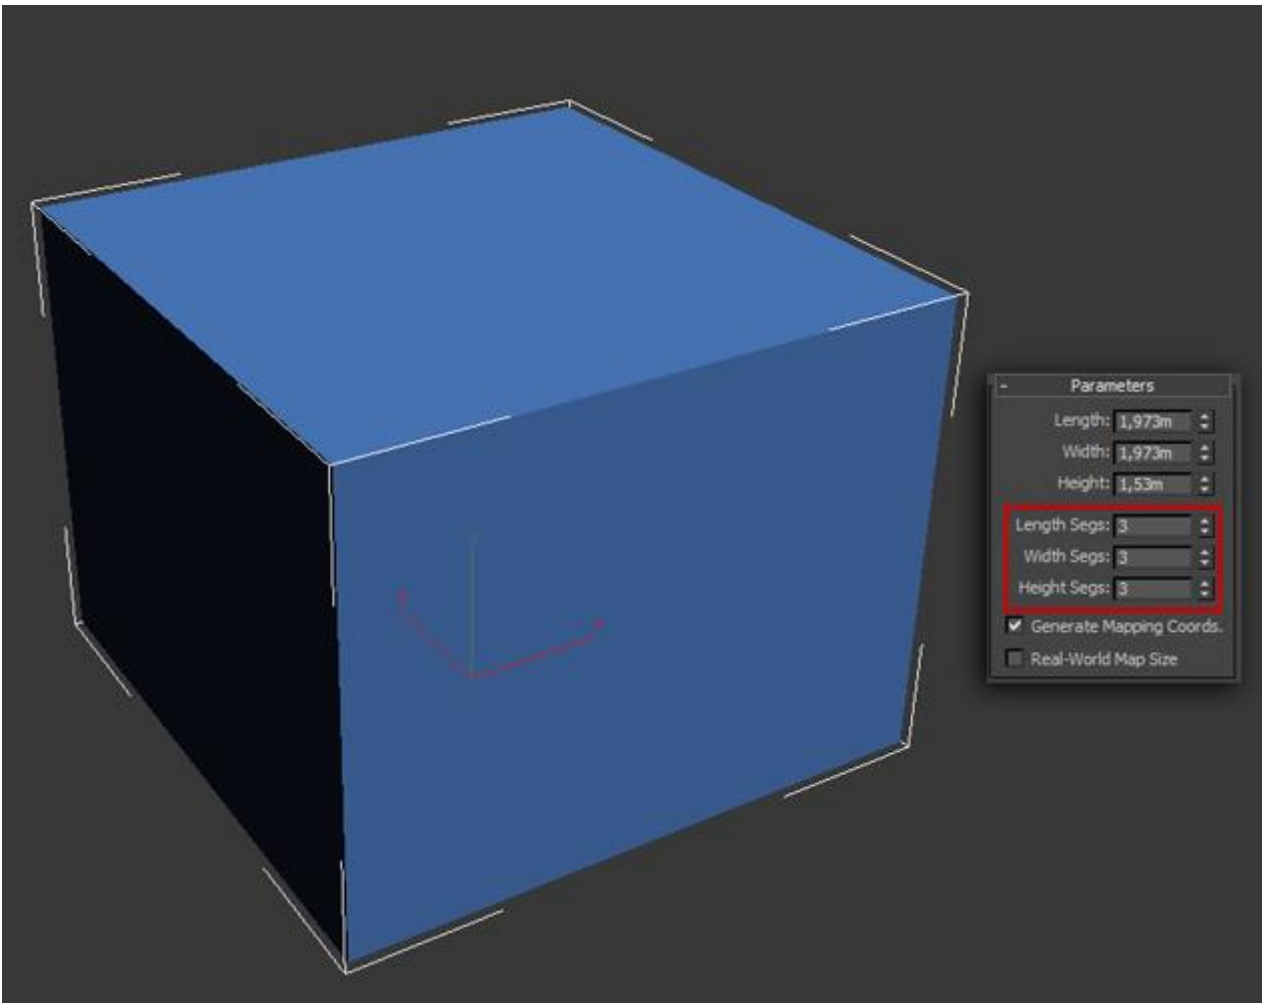 - Parameters
Length: 1,973m
Width: 1,973m
Height: 1,53m
Length Segs: 3
Width Segs: 3
Height Segs: 3
Generate Mapping Coords.
Real-World Map Size